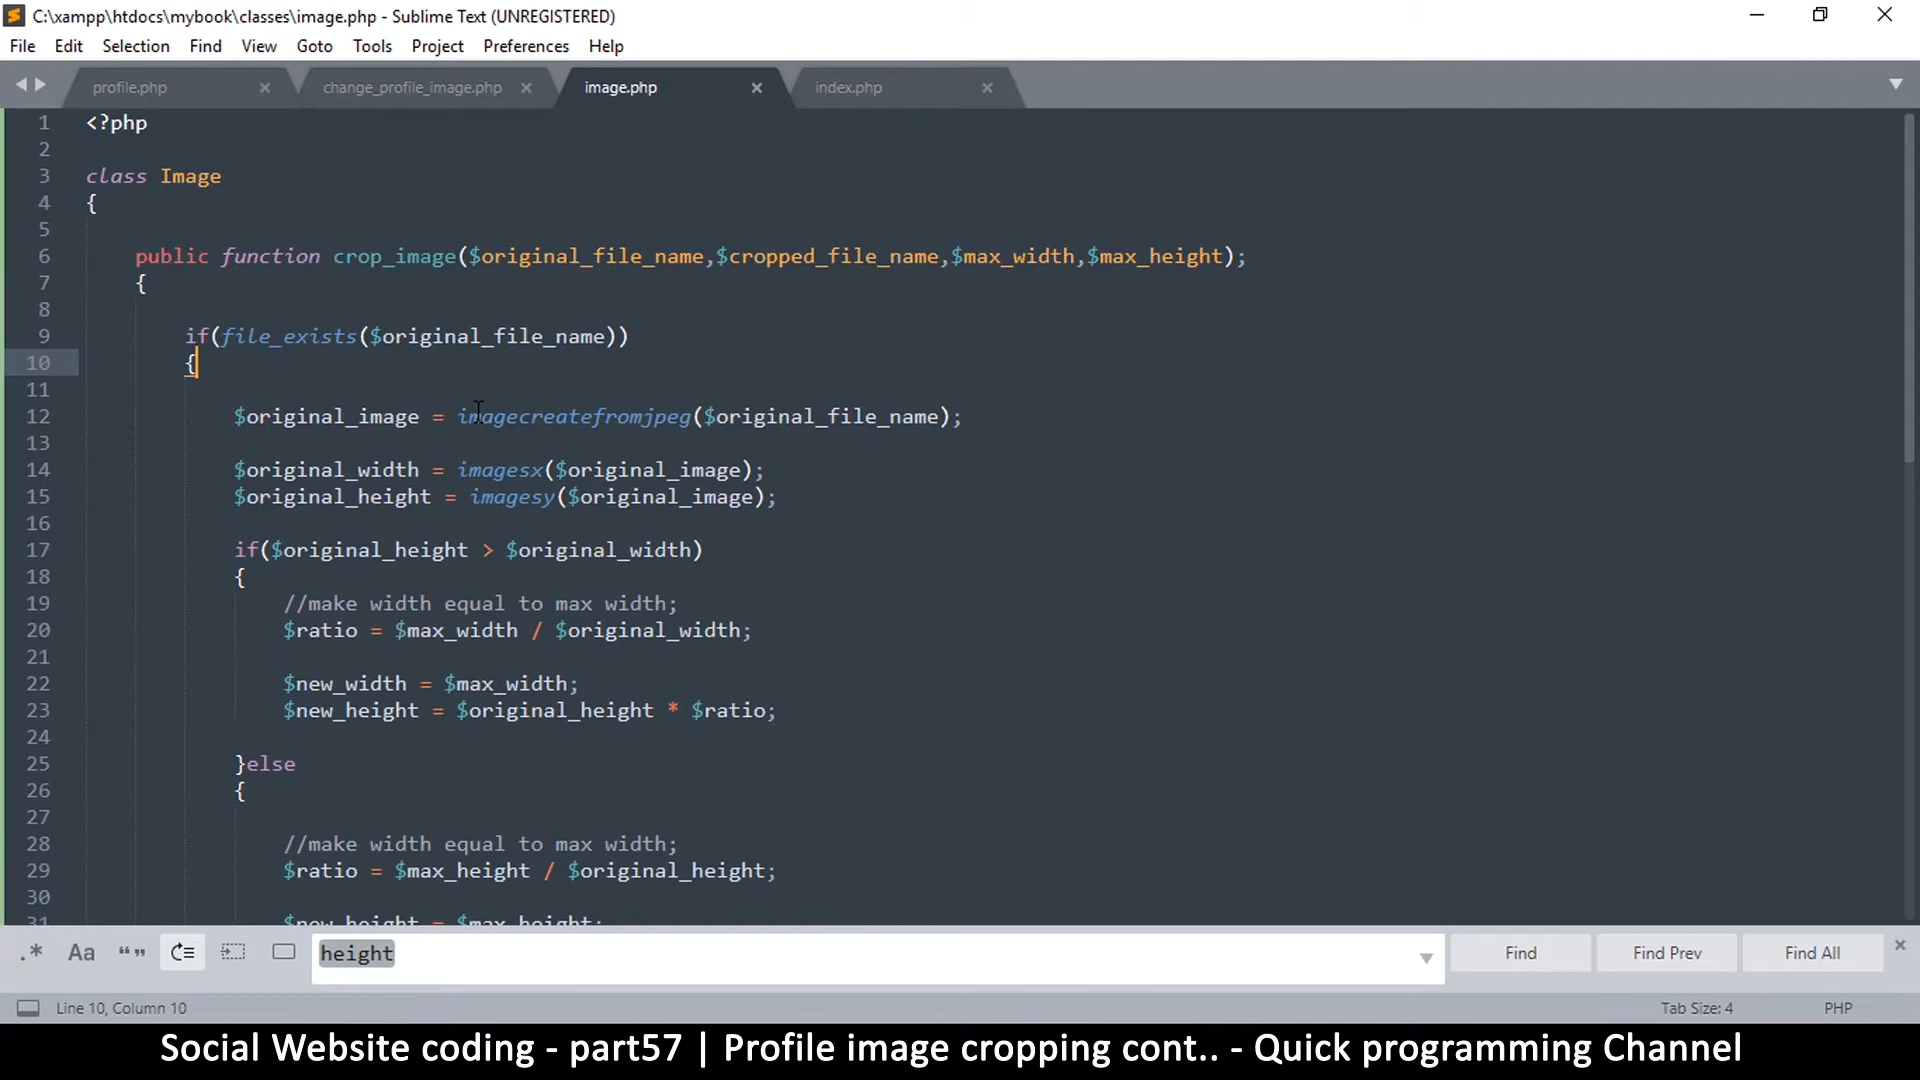 C:\xampp\htdocs\mybook\classes\image.php - Sublime Text (UNREGISTERED)
File Edit Selection Find View Goto Tools Project Preferences Help
profile.php change_profile_image.php image.php index.php
1 <?php
2
3 class Image
4 {
5
6 public function crop_image($original_file_name,$cropped_file_name,$max_width,$max_height);
7 {
8
9 if(file_exists($original_file_name))
10 {
11
12 $original_image = imagecreatefromjpeg($original_file_name);
13
14 $original_width = imagesx($original_image);
15 $original_height = imagesy($original_image);
16
17 if($original_height > $original_width)
18 {
19 //make width equal to max width;
20 $ratio = $max_width / $original_width;
21
22 $new_width = $max_width;
23 $new_height = $original_height * $ratio;
24
25 }else
26 {
27
28 //make width equal to max width;
29 $ratio = $max_height / $original_height;
30
31 $new_height = $max_height;
.* Aa “” height Find Find Prev Find All
Line 10, Column 10 Tab Size: 4 PHP
Social Website coding - part57 | Profile image cropping cont.. - Quick programming Channel